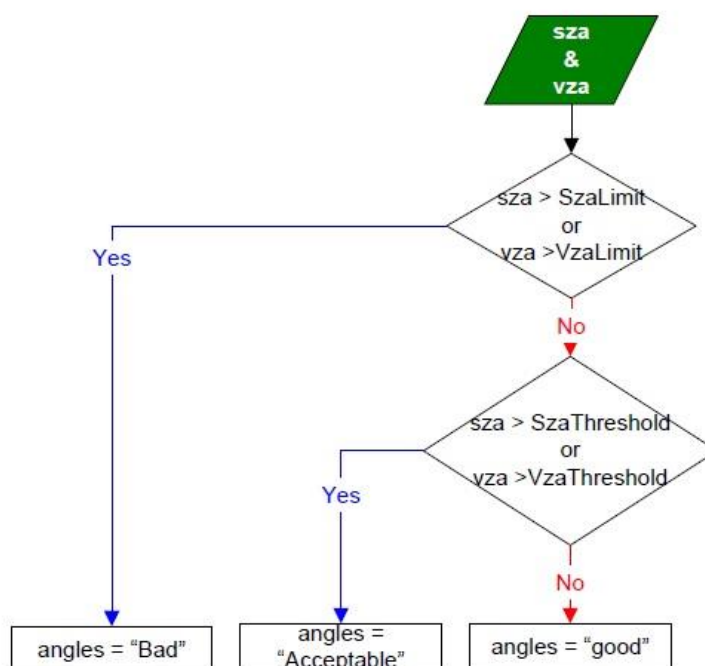 sza
&
vza
sza > SzaLimit
or
vza >VzaLimit
Yes
No
sza > SzaThreshold
or
vza >VzaThreshold
Yes
No
angles = “Bad”
angles =
“Acceptable”
angles = “good”